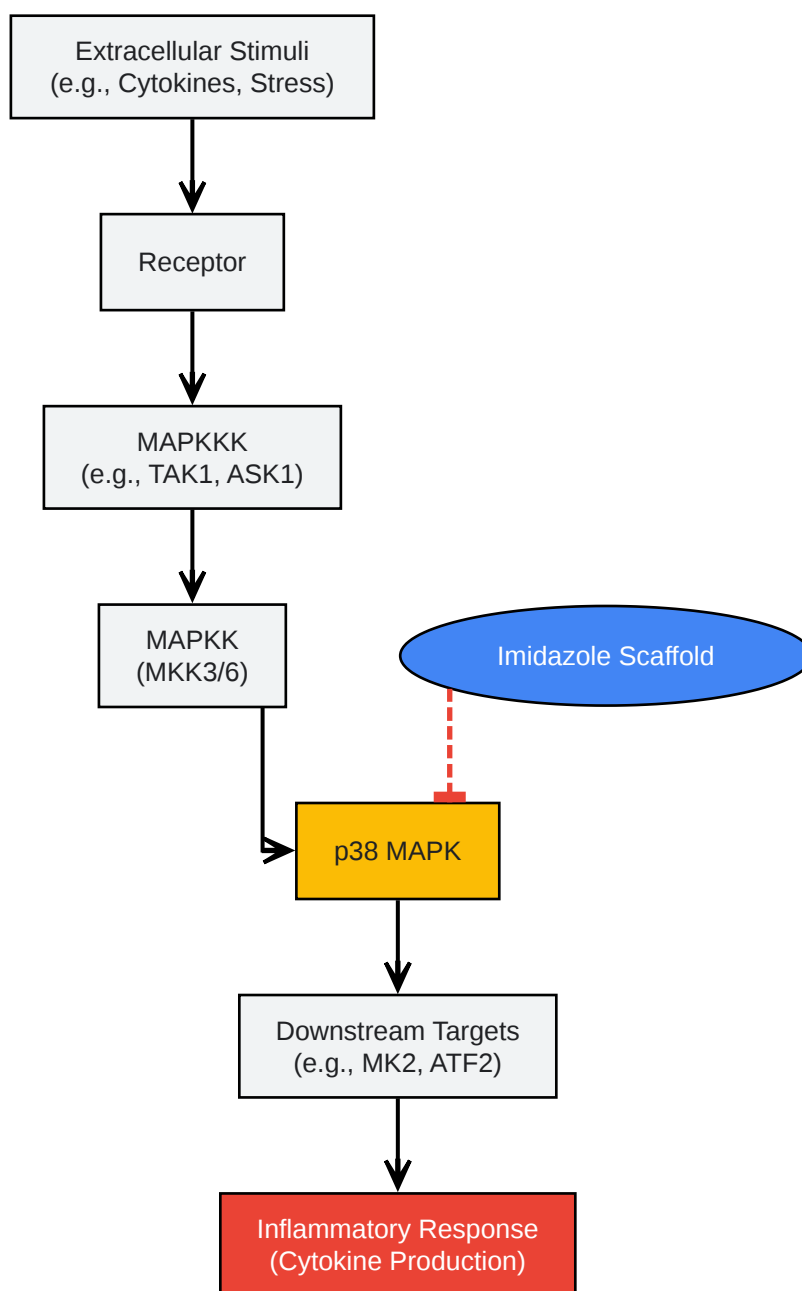 Extracellular Stimuli
(e.g., Cytokines, Stress)
Receptor
MAPKKK
(e.g., TAK1, ASK1)
MAPKK
(MKK3/6)
Imidazole Scaffold
p38 MAPK
Downstream Targets
(e.g., MK2, ATF2)
Inflammatory Response
(Cytokine Production)